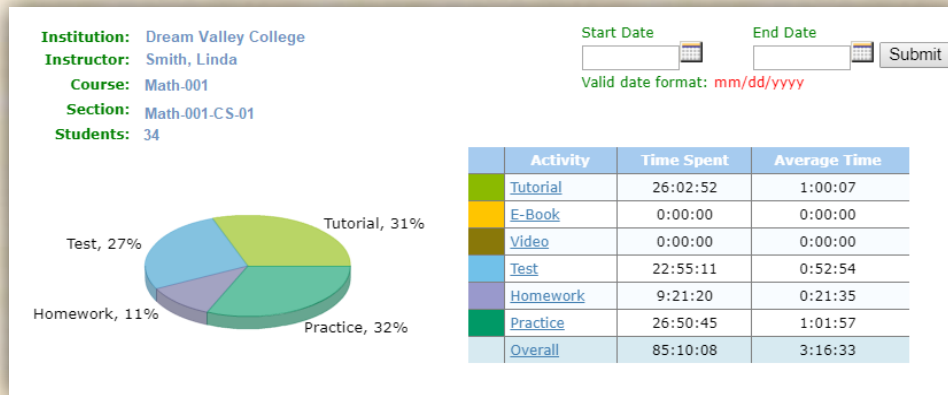 Institution: Dream Valley College
Instructor: Smith, Linda
Course: Math-001
Section: Math-001-CS-01
Students: 34
Start Date End Date
Submit
Valid date format: mm/dd/yyyy
Tutorial, 31%
Test, 27%
Homework, 11%
Practice, 32%
Activity Time Spent Average Time
Tutorial 26:02:52 1:00:07
E-Book 0:00:00 0:00:00
Video 0:00:00 0:00:00
Test 22:55:11 0:52:54
Homework 9:21:20 0:21:35
Practice 26:50:45 1:01:57
Overall 85:10:08 3:16:33